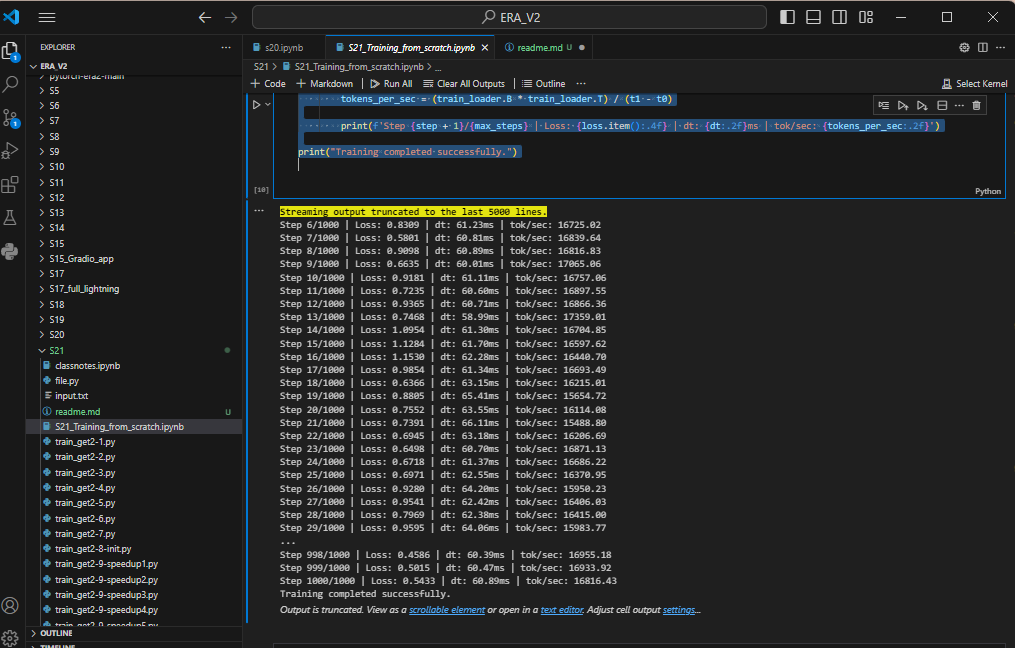 ERA_V2
EXPLORER
ERA_V2
pytorch-era2-main
S5
S6
S7
S8
S9
S10
S11
S12
S13
S14
S15
S15_Gradio_app
S17
S17_full_lightning
S18
S19
S20
S21
classnotes.ipynb
file.py
input.txt
readme.md U
S21_Training_from_scratch.ipynb
train_get2-1.py
train_get2-2.py
train_get2-3.py
train_get2-4.py
train_get2-5.py
train_get2-6.py
train_get2-7.py
train_get2-8-init.py
train_get2-9-speedup1.py
train_get2-9-speedup2.py
train_get2-9-speedup3.py
train_get2-9-speedup4.py
train_get2-9-speedup5.py
OUTLINE
TIMELINE
s20.ipynb S21_Training_from_scratch.ipynb readme.md U
S21 > S21_Training_from_scratch.ipynb > ...
+ Code + Markdown | Run All Clear All Outputs | Outline ... Select Kernel
tokens_per_sec = (train_loader.B * train_loader.T) / (t1 - t0)
print(f'Step {step + 1}/{max_steps} | Loss: {loss.item():.4f} | dt: {dt:.2f}ms | tok/sec: {tokens_per_sec:.2f}')
print("Training completed successfully.")
[10] Python
Streaming output truncated to the last 5000 lines.
Step 6/1000 | Loss: 0.8309 | dt: 61.23ms | tok/sec: 16725.02
Step 7/1000 | Loss: 0.5801 | dt: 60.81ms | tok/sec: 16839.64
Step 8/1000 | Loss: 0.9098 | dt: 60.89ms | tok/sec: 16816.83
Step 9/1000 | Loss: 0.6635 | dt: 60.01ms | tok/sec: 17065.06
Step 10/1000 | Loss: 0.9181 | dt: 61.11ms | tok/sec: 16757.06
Step 11/1000 | Loss: 0.7235 | dt: 60.60ms | tok/sec: 16897.55
Step 12/1000 | Loss: 0.9365 | dt: 60.71ms | tok/sec: 16866.36
Step 13/1000 | Loss: 0.7468 | dt: 58.99ms | tok/sec: 17359.01
Step 14/1000 | Loss: 1.0954 | dt: 61.30ms | tok/sec: 16704.85
Step 15/1000 | Loss: 1.1284 | dt: 61.70ms | tok/sec: 16597.62
Step 16/1000 | Loss: 1.1530 | dt: 62.28ms | tok/sec: 16440.70
Step 17/1000 | Loss: 0.9854 | dt: 61.34ms | tok/sec: 16693.49
Step 18/1000 | Loss: 0.6366 | dt: 63.15ms | tok/sec: 16215.01
Step 19/1000 | Loss: 0.8805 | dt: 65.41ms | tok/sec: 15654.72
Step 20/1000 | Loss: 0.7552 | dt: 63.55ms | tok/sec: 16114.08
Step 21/1000 | Loss: 0.7391 | dt: 66.11ms | tok/sec: 15488.80
Step 22/1000 | Loss: 0.6945 | dt: 63.18ms | tok/sec: 16206.69
Step 23/1000 | Loss: 0.6498 | dt: 60.70ms | tok/sec: 16871.13
Step 24/1000 | Loss: 0.6718 | dt: 61.37ms | tok/sec: 16686.22
Step 25/1000 | Loss: 0.6971 | dt: 62.55ms | tok/sec: 16370.95
Step 26/1000 | Loss: 0.9280 | dt: 64.20ms | tok/sec: 15950.23
Step 27/1000 | Loss: 0.9541 | dt: 62.42ms | tok/sec: 16406.03
Step 28/1000 | Loss: 0.7969 | dt: 62.38ms | tok/sec: 16415.00
Step 29/1000 | Loss: 0.9595 | dt: 64.06ms | tok/sec: 15983.77
...
Step 998/1000 | Loss: 0.4586 | dt: 60.39ms | tok/sec: 16955.18
Step 999/1000 | Loss: 0.5015 | dt: 60.47ms | tok/sec: 16933.92
Step 1000/1000 | Loss: 0.5433 | dt: 60.89ms | tok/sec: 16816.43
Training completed successfully.
Output is truncated. View as a scrollable element or open in a text editor. Adjust cell output settings...